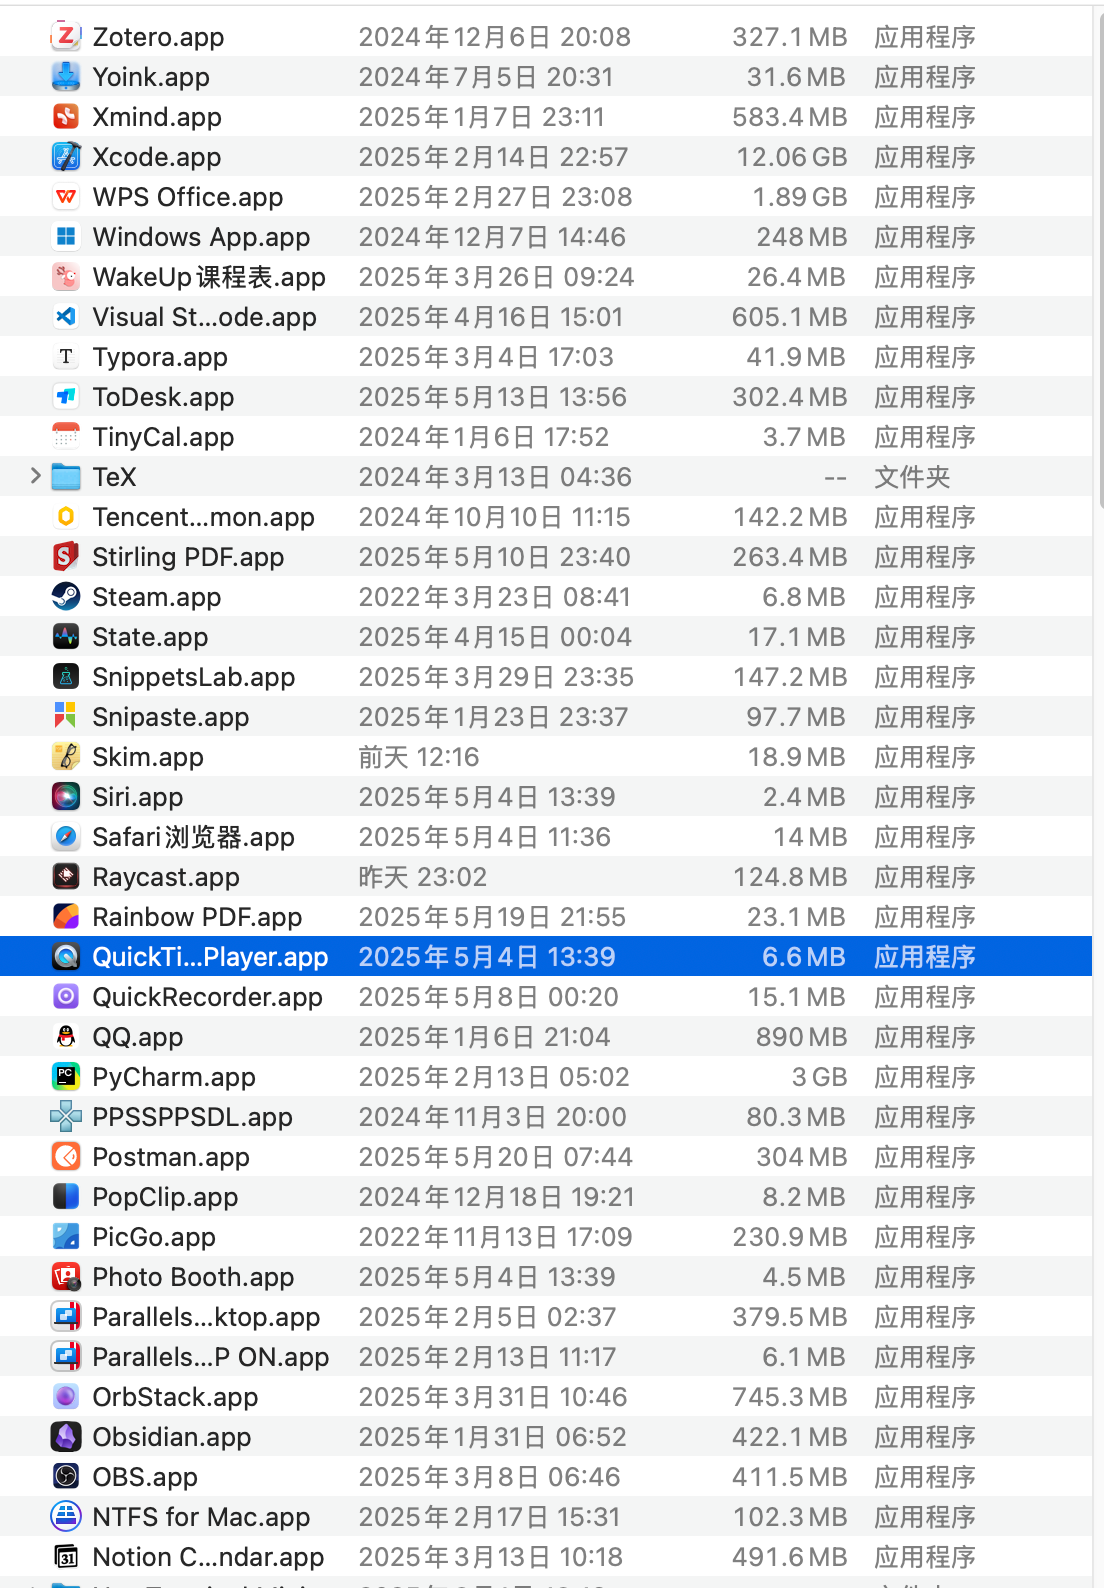 Zotero.app 2024年12月6日 20:08 327.1 MB 应用程序
Yoink.app 2024年7月5日 20:31 31.6 MB 应用程序
Xmind.app 2025年1月7日 23:11 583.4 MB 应用程序
Xcode.app 2025年2月14日 22:57 12.06 GB 应用程序
WPS Office.app 2025年2月27日 23:08 1.89 GB 应用程序
Windows App.app 2024年12月7日 14:46 248 MB 应用程序
WakeUp课程表.app 2025年3月26日 09:24 26.4 MB 应用程序
Visual St...ode.app 2025年4月16日 15:01 605.1 MB 应用程序
Typora.app 2025年3月4日 17:03 41.9 MB 应用程序
ToDesk.app 2025年5月13日 13:56 302.4 MB 应用程序
TinyCal.app 2024年1月6日 17:52 3.7 MB 应用程序
TeX 2024年3月13日 04:36 -- 文件夹
Tencent...mon.app 2024年10月10日 11:15 142.2 MB 应用程序
Stirling PDF.app 2025年5月10日 23:40 263.4 MB 应用程序
Steam.app 2022年3月23日 08:41 6.8 MB 应用程序
State.app 2025年4月15日 00:04 17.1 MB 应用程序
SnippetsLab.app 2025年3月29日 23:35 147.2 MB 应用程序
Snipaste.app 2025年1月23日 23:37 97.7 MB 应用程序
Skim.app 前天 12:16 18.9 MB 应用程序
Siri.app 2025年5月4日 13:39 2.4 MB 应用程序
Safari浏览器.app 2025年5月4日 11:36 14 MB 应用程序
Raycast.app 昨天 23:02 124.8 MB 应用程序
Rainbow PDF.app 2025年5月19日 21:55 23.1 MB 应用程序
QuickTi...Player.app 2025年5月4日 13:39 6.6 MB 应用程序
QuickRecorder.app 2025年5月8日 00:20 15.1 MB 应用程序
QQ.app 2025年1月6日 21:04 890 MB 应用程序
PyCharm.app 2025年2月13日 05:02 3 GB 应用程序
PPSSPPSDL.app 2024年11月3日 20:00 80.3 MB 应用程序
Postman.app 2025年5月20日 07:44 304 MB 应用程序
PopClip.app 2024年12月18日 19:21 8.2 MB 应用程序
PicGo.app 2022年11月13日 17:09 230.9 MB 应用程序
Photo Booth.app 2025年5月4日 13:39 4.5 MB 应用程序
Parallels...ktop.app 2025年2月5日 02:37 379.5 MB 应用程序
Parallels...P ON.app 2025年2月13日 11:17 6.1 MB 应用程序
OrbStack.app 2025年3月31日 10:46 745.3 MB 应用程序
Obsidian.app 2025年1月31日 06:52 422.1 MB 应用程序
OBS.app 2025年3月8日 06:46 411.5 MB 应用程序
NTFS for Mac.app 2025年2月17日 15:31 102.3 MB 应用程序
Notion C...ndar.app 2025年3月13日 10:18 491.6 MB 应用程序